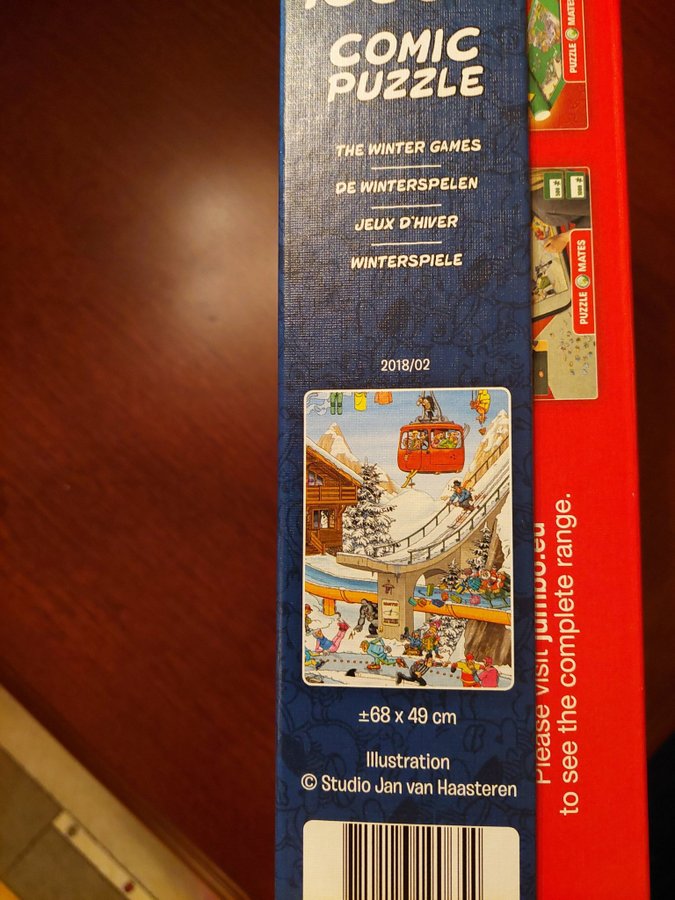 COMIC
PUZZLE
THE WINTER GAMES
DE WINTERSPELEN
JEUX D'HIVER
WINTERSPIELE
2018/02
±68 x 49 cm
Illustration
© Studio Jan van Haasteren
PUZZLE MATES
PUZZLE MATES
Please visit jumbo.eu
to see the complete range.